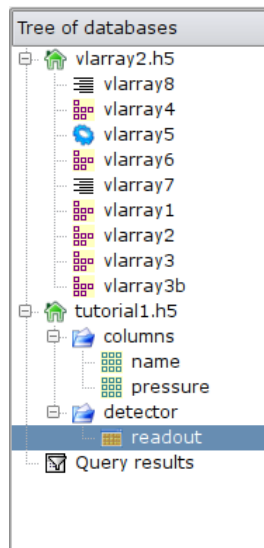 Tree of databases
vlarray2.h5
vlarray8
vlarray4
vlarray5
vlarray6
vlarray7
vlarray1
vlarray2
vlarray3
vlarray3b
tutorial1.h5
columns
name
pressure
detector
readout
Query results